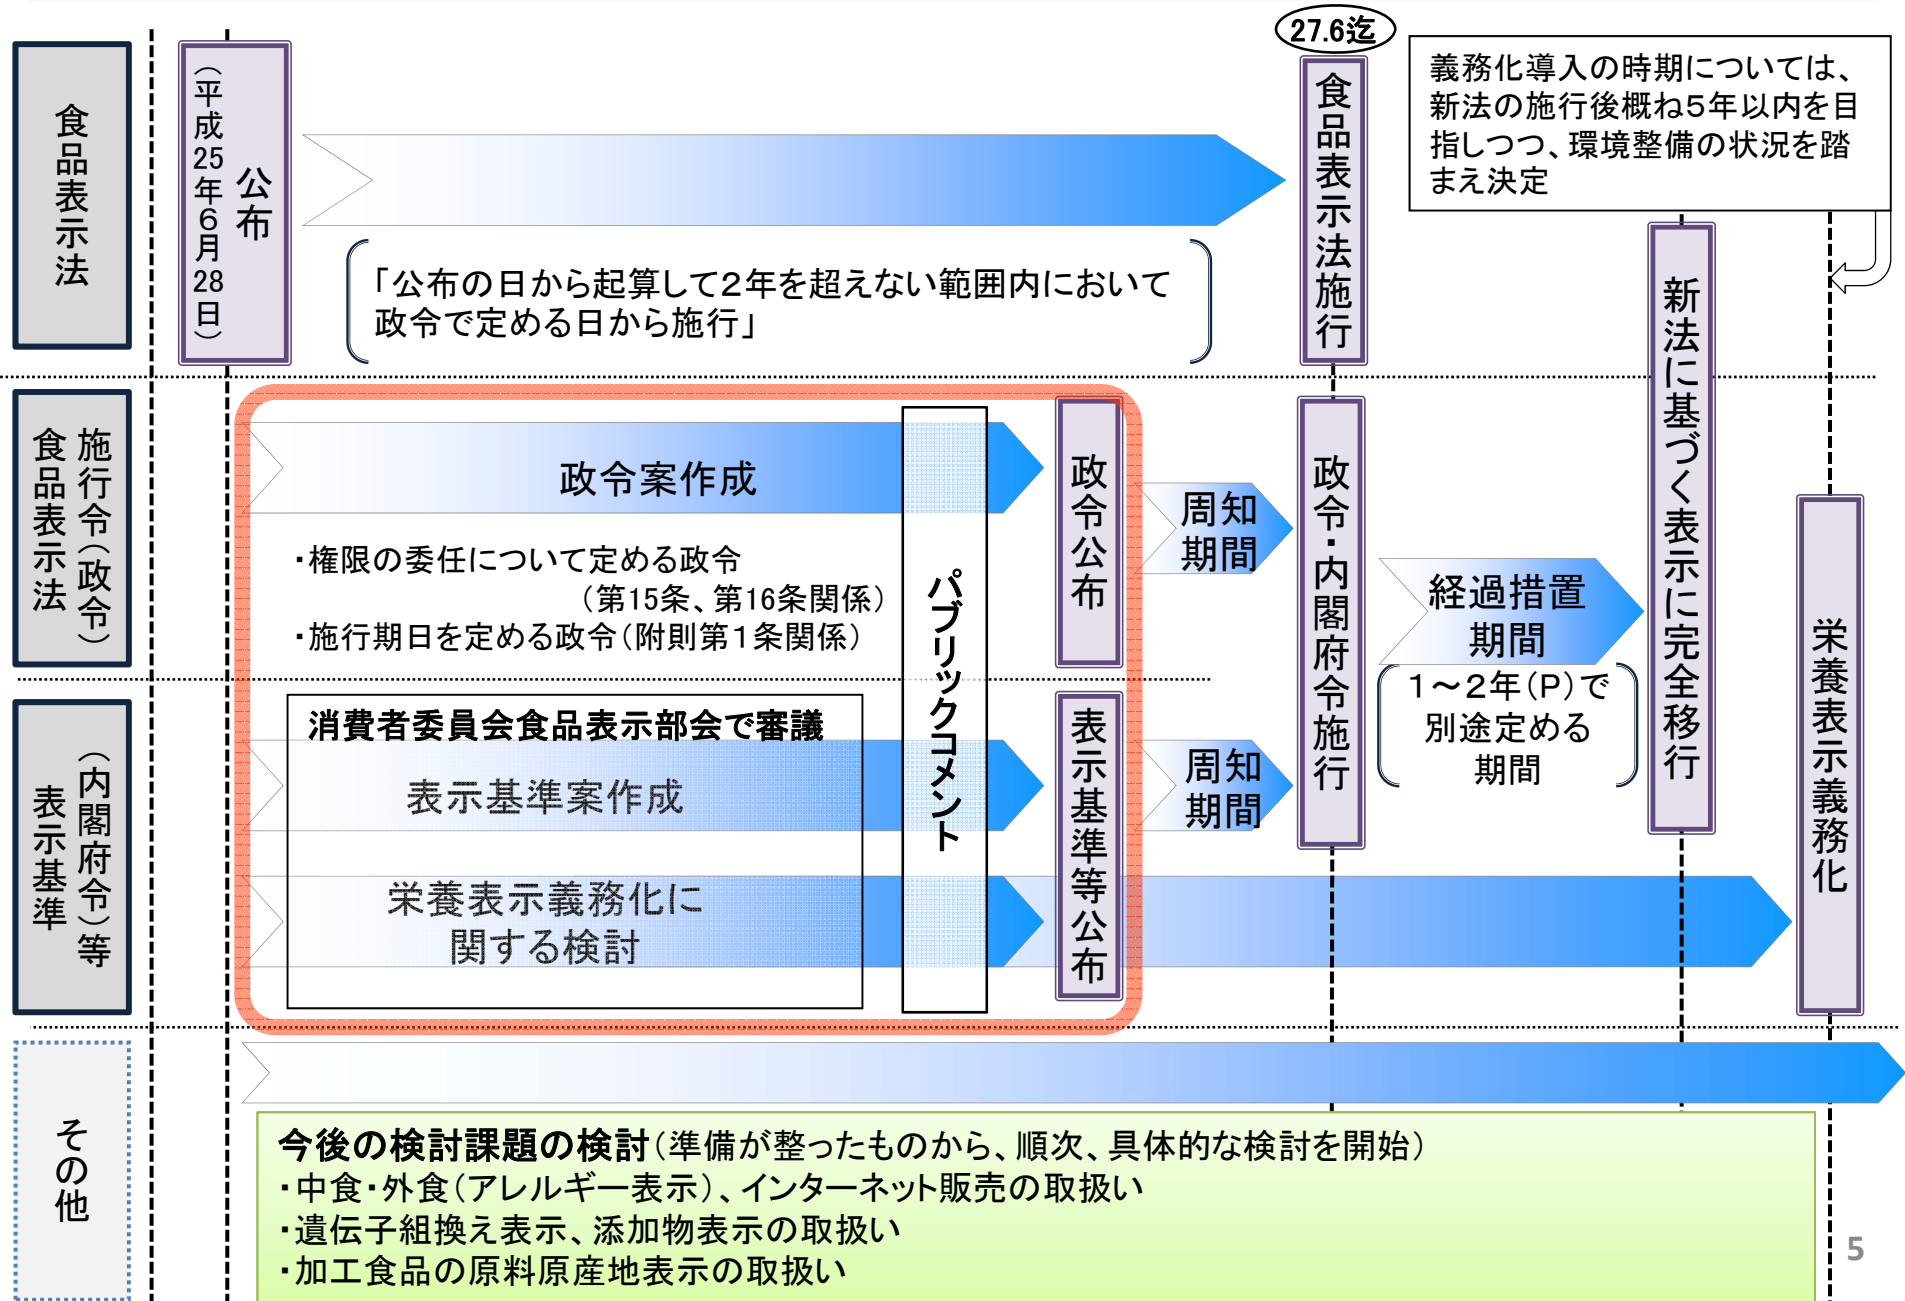 食品表示法
公布
（平成25年6月28日）
27.6迄
食品表示法施行
義務化導入の時期については、
新法の施行後概ね5年以内を目
指しつつ、環境整備の状況を踏
まえ決定
「公布の日から起算して2年を超えない範囲内において
政令で定める日から施行」
施行令（政令）
食品表示法
政令案作成
・権限の委任について定める政令
（第15条、第16条関係）
・施行期日を定める政令（附則第1条関係）
パブリックコメント
政令公布
周知
期間
政令・内閣府令施行
経過措置
期間
1～2年（P）で
別途定める
期間
新法に基づく表示に完全移行
栄養表示義務化
（内閣府令）等
表示基準
消費者委員会食品表示部会で審議
表示基準案作成
栄養表示義務化に
関する検討
表示基準等公布
周知
期間
その他
今後の検討課題の検討（準備が整ったものから、順次、具体的な検討を開始）
・中食・外食（アレルギー表示）、インターネット販売の取扱い
・遺伝子組換え表示、添加物表示の取扱い
・加工食品の原料原産地表示の取扱い
5